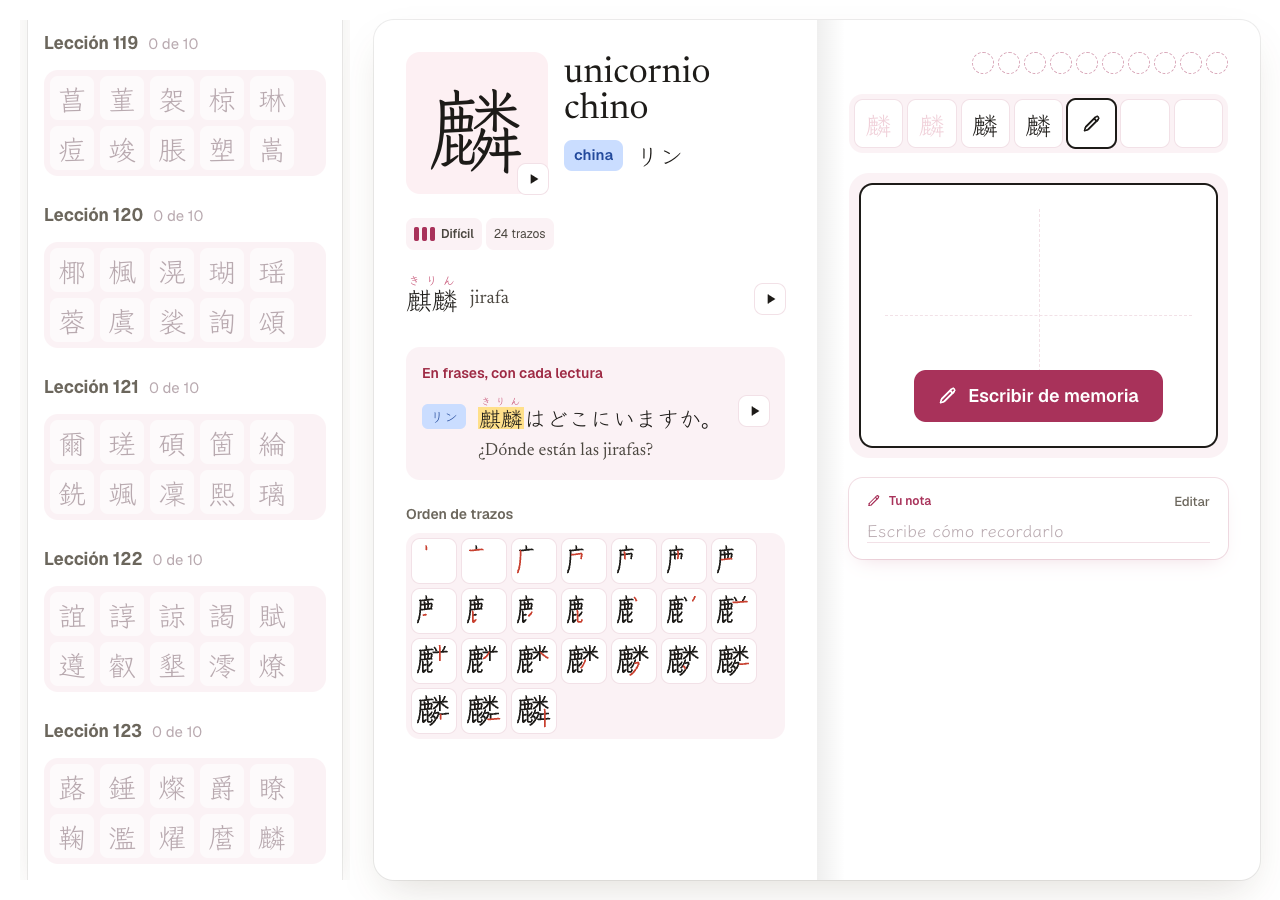 Lección 119 0 de 10
菖 菫 袈 椋 琳
痘 竣 脹 塑 嵩
Lección 120 0 de 10
椰 楓 滉 瑚 瑶
蓉 虞 裟 詢 頌
Lección 121 0 de 10
爾 瑳 碩 箇 綸
銑 颯 凜 熙 璃
Lección 122 0 de 10
誼 諄 諒 謁 賦
遵 叡 墾 澪 燎
Lección 123 0 de 10
蕗 錘 燦 爵 瞭
鞠 濫 燿 麿 麟
麟
unicornio
chino
china リン
Difícil 24 trazos
きりん
麒麟 jirafa
En frases, con cada lectura
きりん
リン 麒麟はどこにいますか。
¿Dónde están las jirafas?
Orden de trazos
麟 麟 麟 麟
Escribir de memoria
Tu nota Editar
Escribe cómo recordarlo